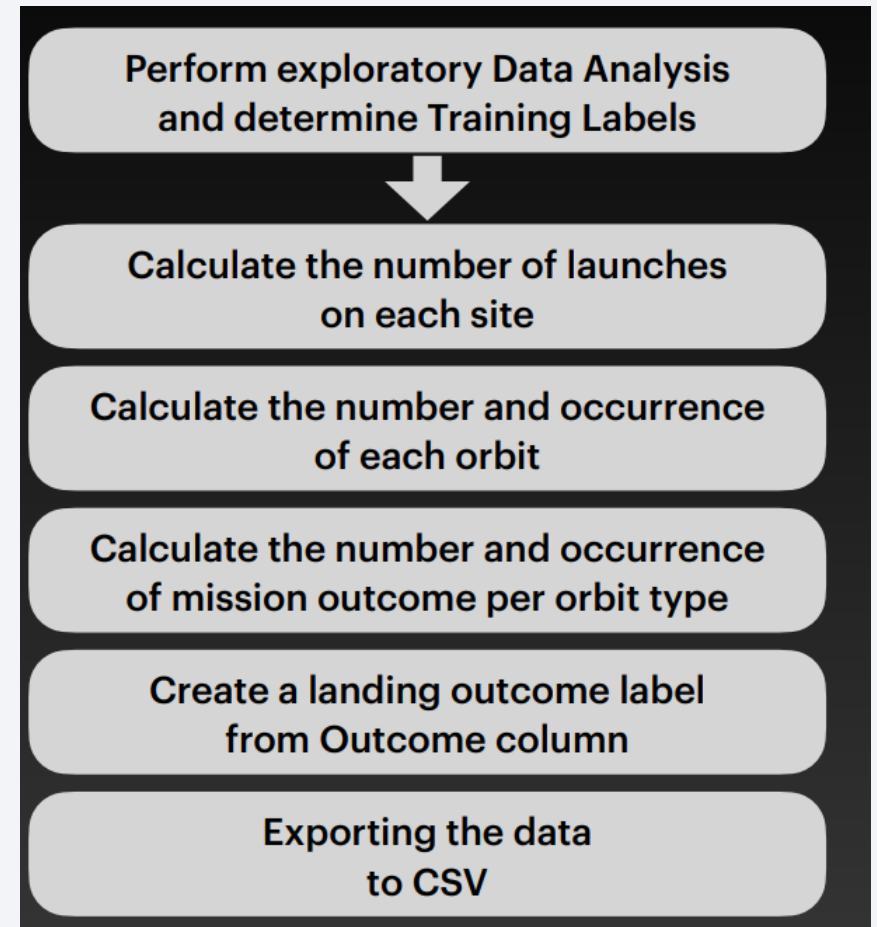 Perform exploratory Data Analysis
and determine Training Labels
Calculate the number of launches
on each site
Calculate the number and occurrence
of each orbit
Calculate the number and occurrence
of mission outcome per orbit type
Create a landing outcome label
from Outcome column
Exporting the data
to CSV